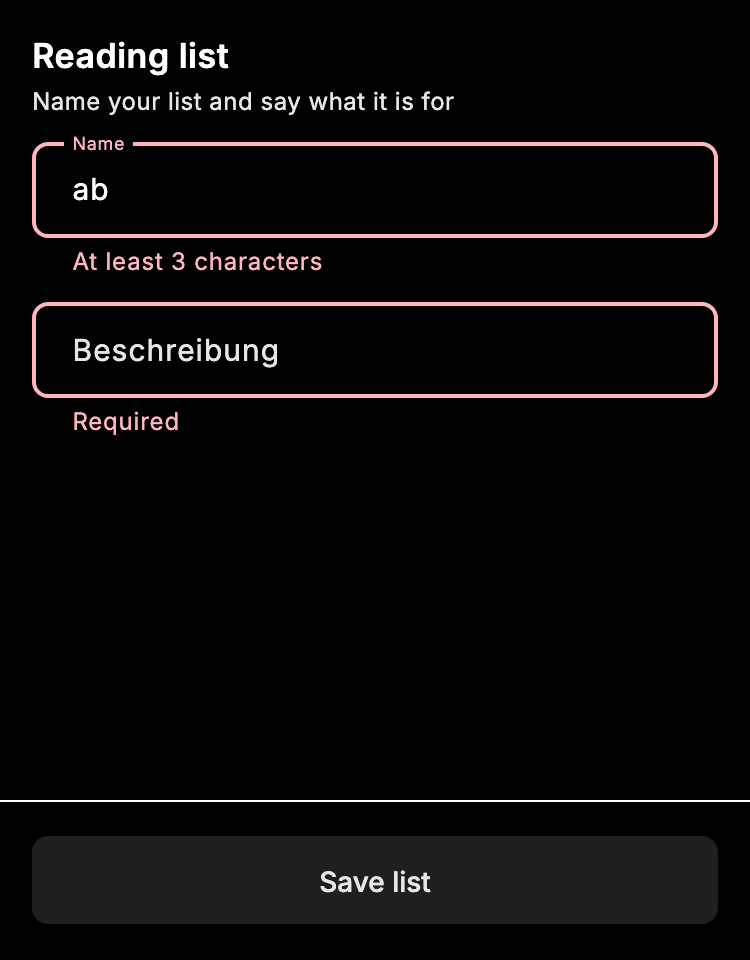 Reading list
Name your list and say what it is for
Name
ab
At least 3 characters
Beschreibung
Required
Save list